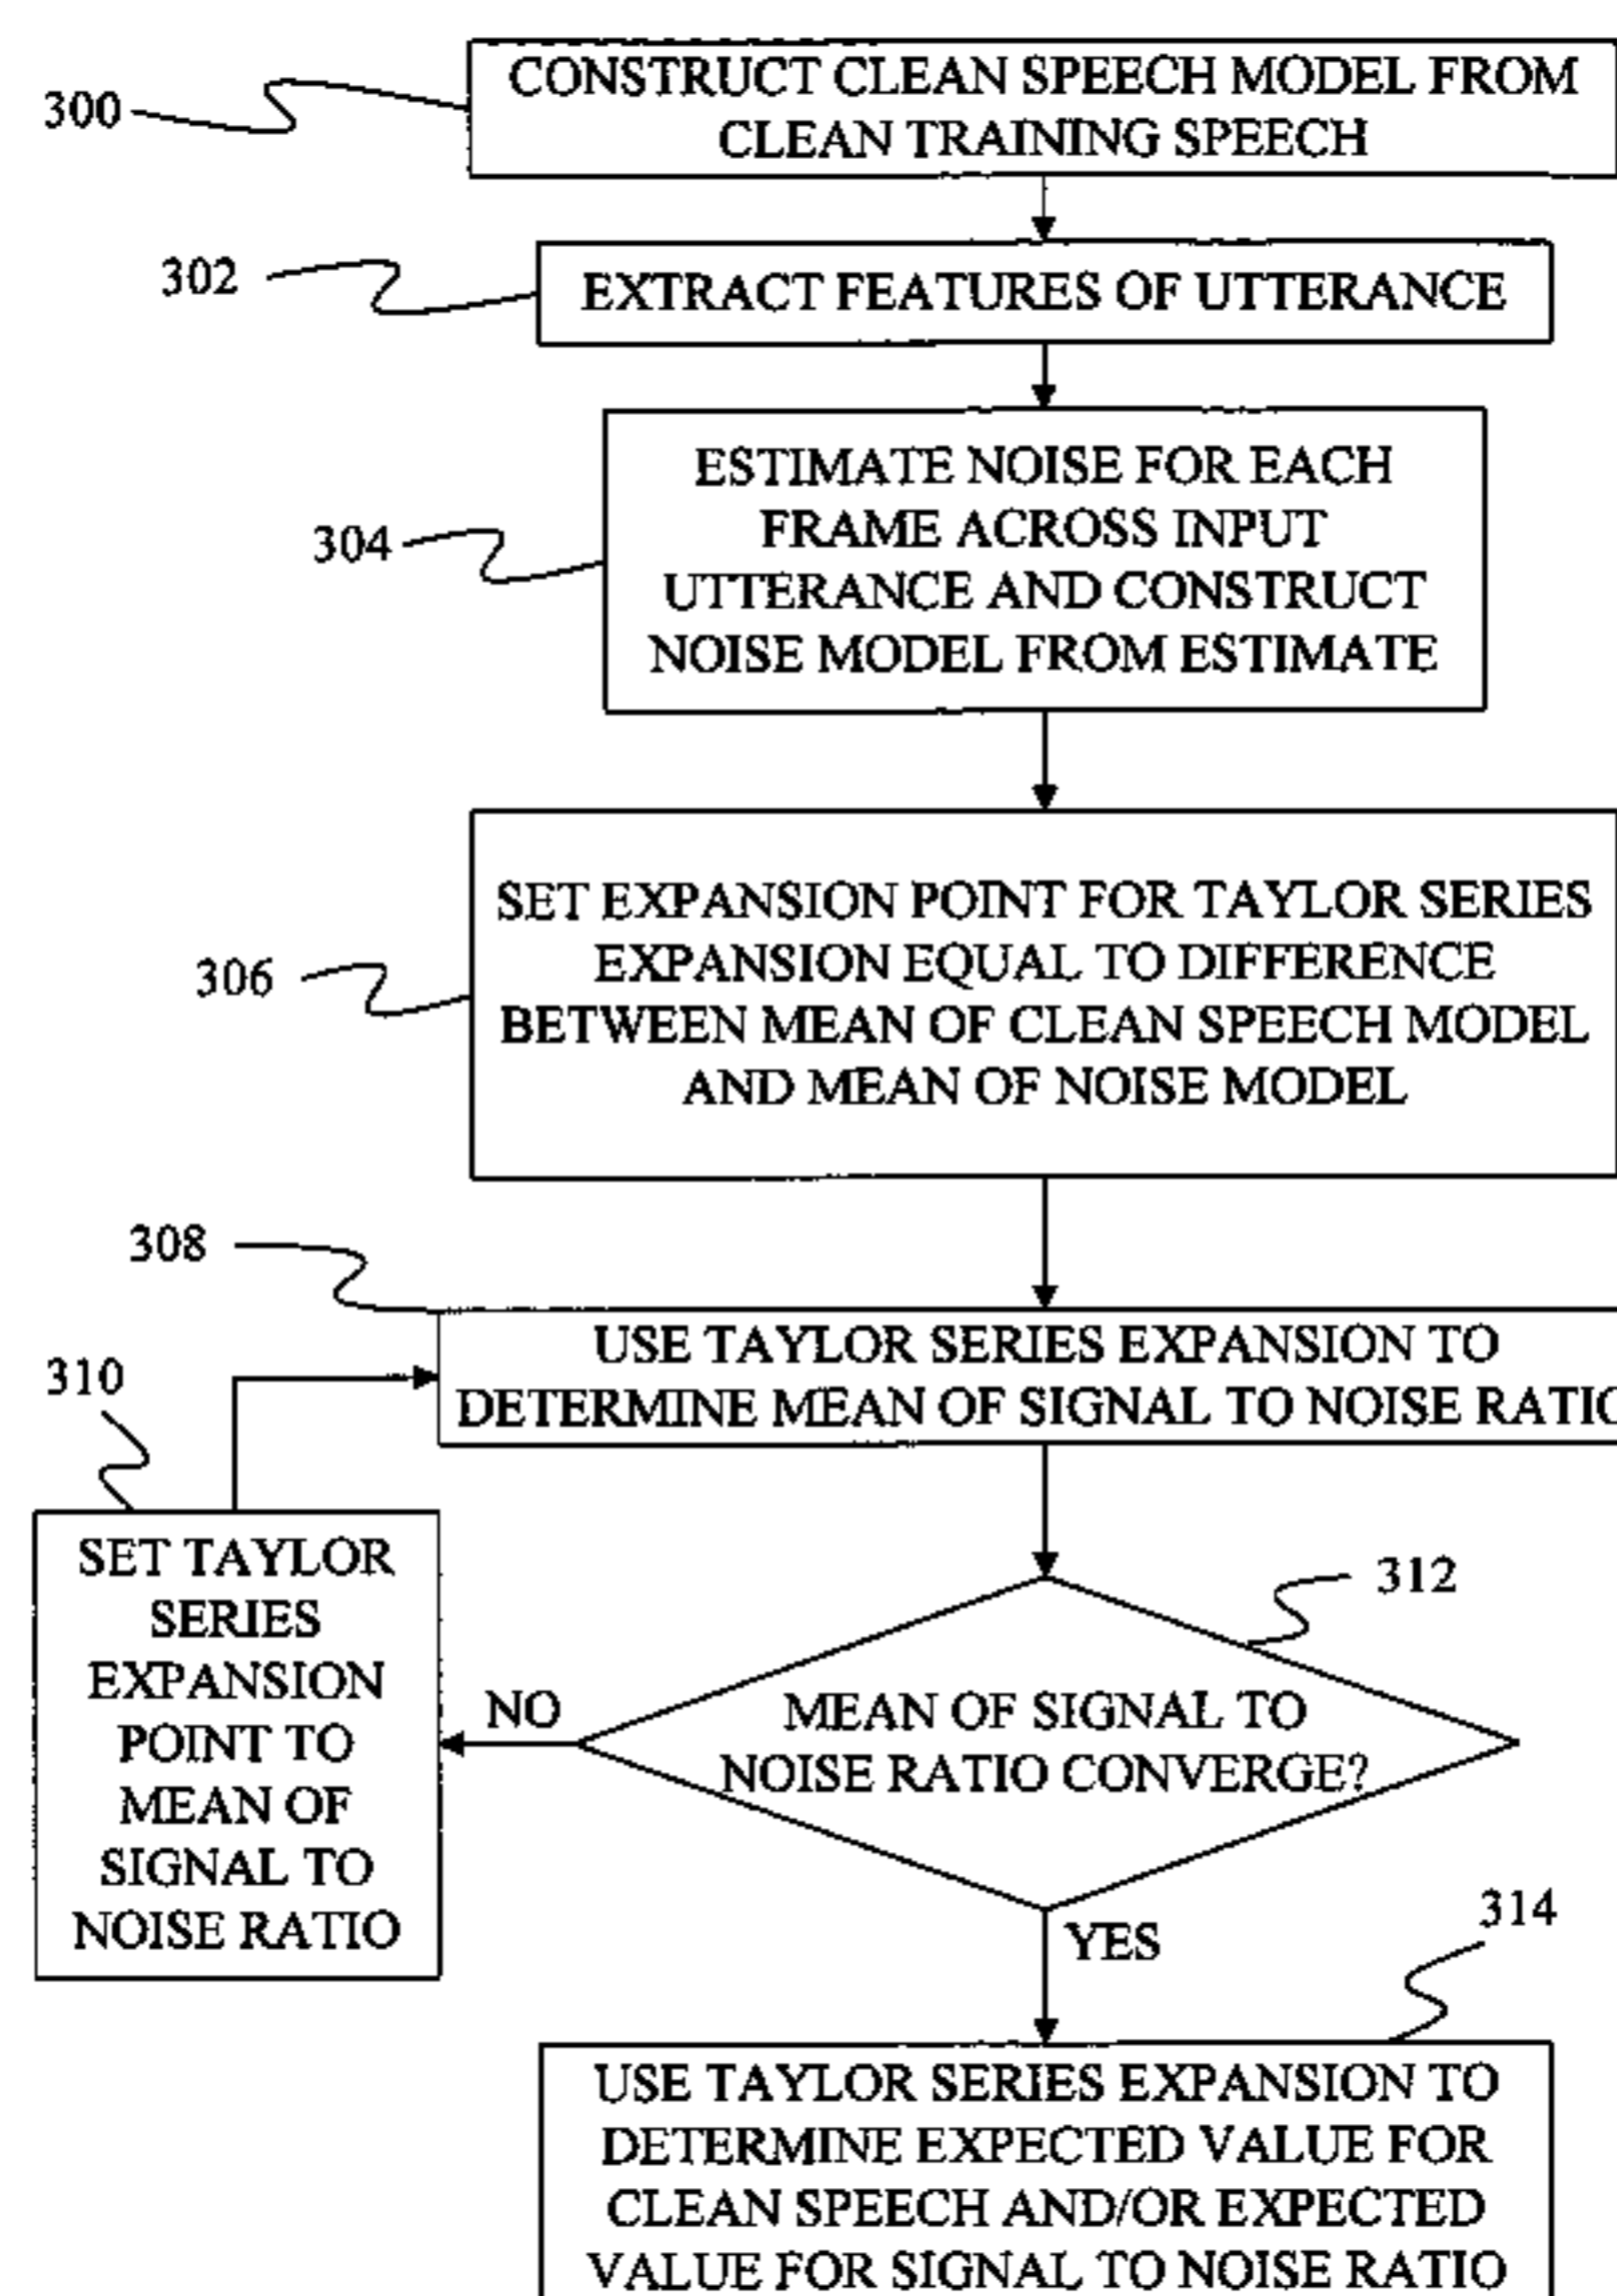 300
CONSTRUCT CLEAN SPEECH MODEL FROM
CLEAN TRAINING SPEECH
302
EXTRACT FEATURES OF UTTERANCE
304
ESTIMATE NOISE FOR EACH
FRAME ACROSS INPUT
UTTERANCE AND CONSTRUCT
NOISE MODEL FROM ESTIMATE
306
SET EXPANSION POINT FOR TAYLOR SERIES
EXPANSION EQUAL TO DIFFERENCE
BETWEEN MEAN OF CLEAN SPEECH MODEL
AND MEAN OF NOISE MODEL
308
USE TAYLOR SERIES EXPANSION TO
DETERMINE MEAN OF SIGNAL TO NOISE RATIO
310
SET TAYLOR
SERIES
EXPANSION
POINT TO
MEAN OF
SIGNAL TO
NOISE RATIO
312
MEAN OF SIGNAL TO
NOISE RATIO CONVERGE?
NO
YES
314
USE TAYLOR SERIES EXPANSION TO
DETERMINE EXPECTED VALUE FOR
CLEAN SPEECH AND/OR EXPECTED
VALUE FOR SIGNAL TO NOISE RATIO